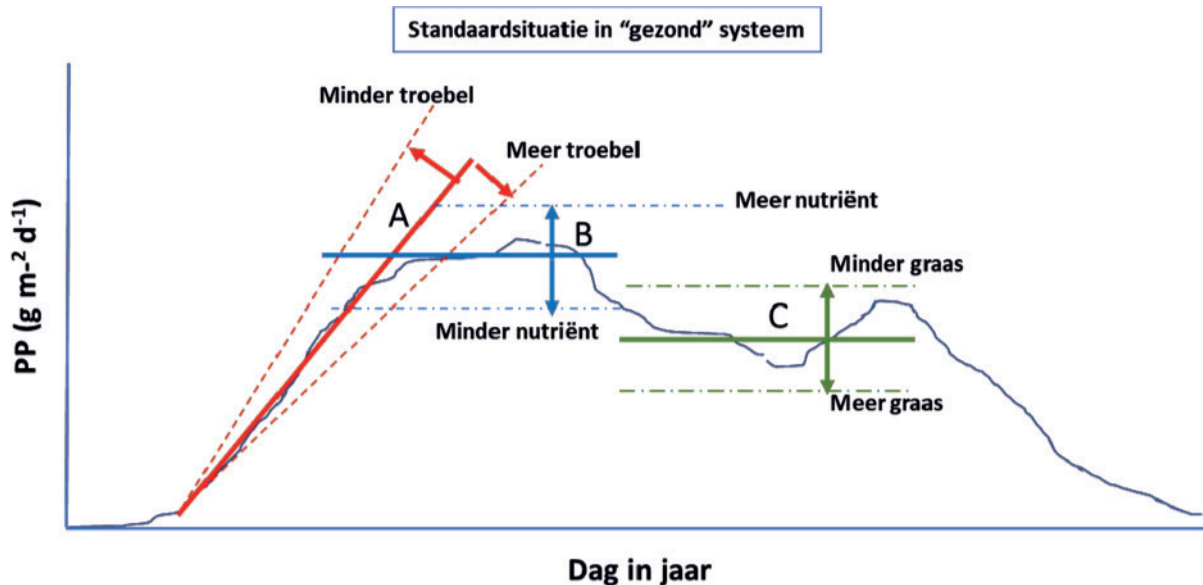 Standaardsituatie in “gezond” systeem
Minder troebel
Meer troebel
Meer nutriënt
A
B
Minder graas
C
Minder nutriënt
Meer graas
PP (g m-² d-¹)
Dag in jaar